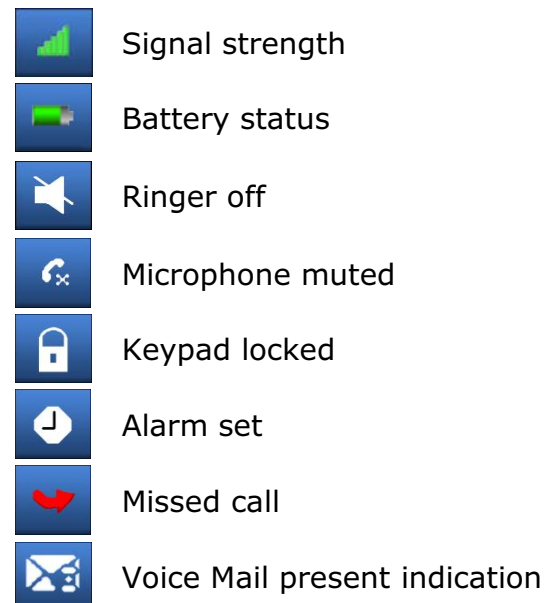 Signal strength
Battery status
Ringer off
Microphone muted
Keypad locked
Alarm set
Missed call
Voice Mail present indication